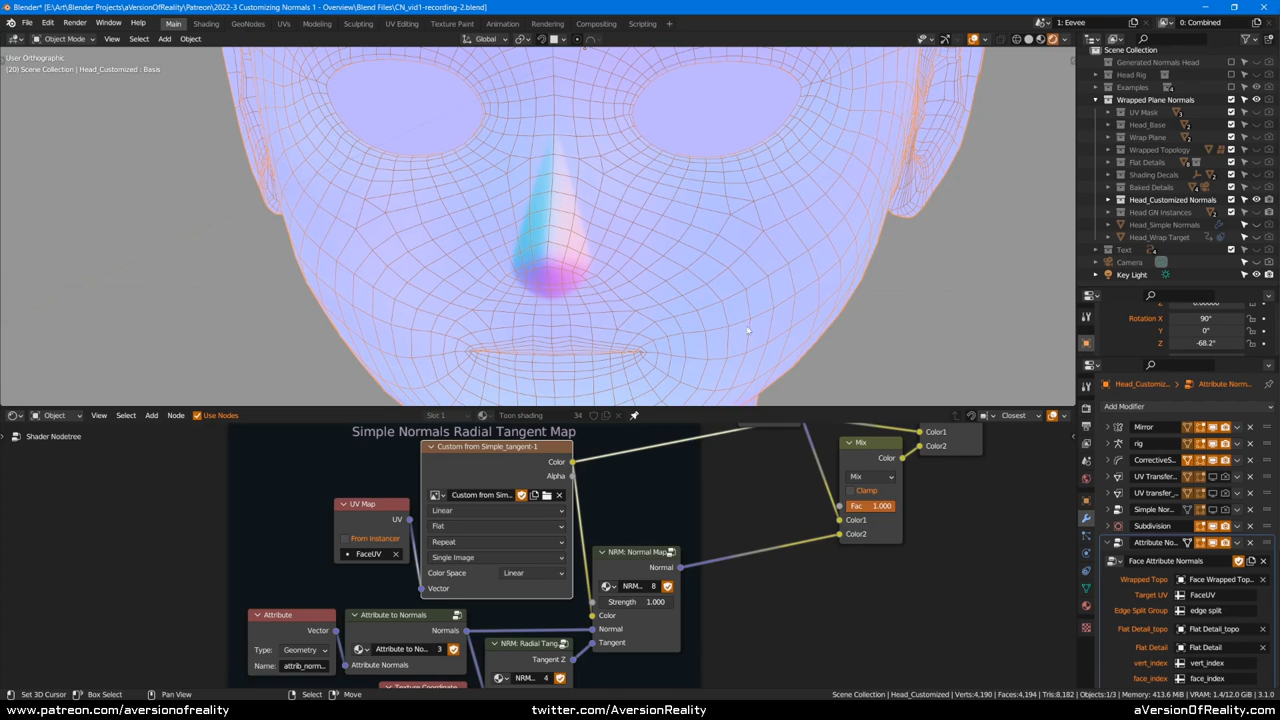 Blender* [E:\Art\Blender Projects\aVersionOfReality\Patreon\2022-3 Customizing Normals 1 - Overview\Blend Files\CN_vid1-recording-2.blend]
File Edit Render Window Help Main Shading GeoNodes UVs Modeling Sculpting UV Editing Texture Paint Animation Rendering Compositing Scripting 1: Eevee 0: Combined
Object Mode View Select Add Object Global
User Orthographic
(20) Scene Collection | Head_Customized : Basis
Scene Collection
Generated Normals Head
Head Rig
Examples
Wrapped Plane Normals
UV Mask
Head_Base
Wrap Plane
Wrapped Topology
Flat Details
Shading Decals
Baked Details
Head_Customized Normals
Head GN Instances
Head_Simple Normals
Head_Wrap Target
Text
Camera
Key Light
Z 0.00000
Rotation X 90°
Y 0°
Z -68.2°
Head_Customiz... Attribute Norm...
Add Modifier
Mirror
rig
CorrectiveS...
UV Transfer...
UV transfer_...
Simple Nor...
Subdivision
Attribute No...
Face Attribute Normals
Wrapped Topo Face Wrapped Top...
Target UV FaceUV
Edge Split Group edge split
Flat Detail_topo Flat Detail_topo
Flat Detail Flat Detail
vert_index vert_index
face_index face_index
Object View Select Add Node Use Nodes Slot 1 Toon shading 34 Closest
Shader Nodetree
Simple Normals Radial Tangent Map
Custom from Simple_tangent-1
Color
Alpha
Custom from Sim...
Linear
Flat
Repeat
Single Image
Color Space Linear
Vector
UV Map
UV
From Instancer
FaceUV
Attribute
Vector
Type: Geometry
Name: attrib_norm...
Attribute to Normals
Normals
Attribute to No... 3
Attribute Normals
Texture Coordinate
NRM: Radial Tang...
Tangent Z
NRM... 4
NRM: Normal Map
Normal
NRM... 8
Strength 1.000
Color
Normal
Tangent
Mix
Color
Mix
Clamp
Fac 1.000
Color1
Color2
Color1
Color2
Set 3D Cursor Box Select Pan View Select Move Scene Collection | Head_Customized | Verts:4,190 | Faces:4,194 | Tris:8,182 | Objects:1/3 | Memory: 413.6 MiB | VRAM: 1.4/12.0 GiB | 3.1.0
www.patreon.com/aversionofreality twitter.com/AversionReality aVersionOfReality.com